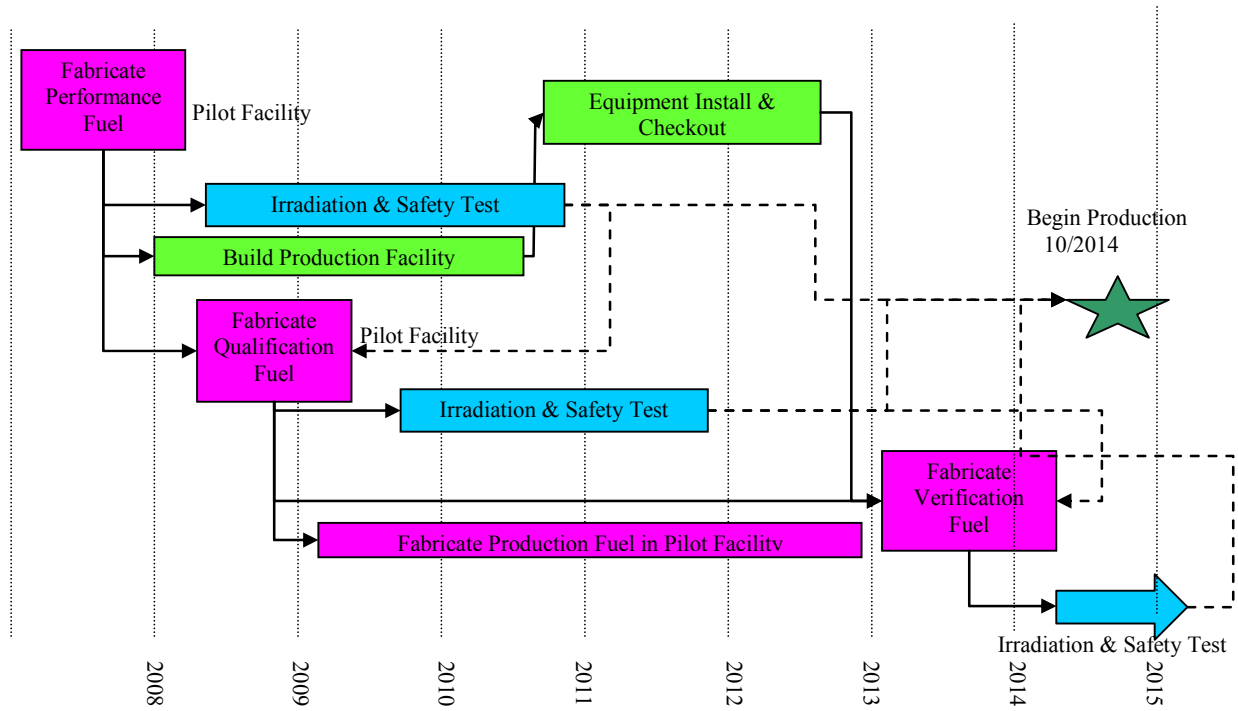 Fabricate
Performance
Fuel
Pilot Facility
Equipment Install &
Checkout
Irradiation & Safety Test
Build Production Facility
Begin Production
10/2014
Fabricate
Qualification
Fuel
Pilot Facility
Irradiation & Safety Test
Fabricate
Verification
Fuel
Fabricate Production Fuel in Pilot Facility
Irradiation & Safety Test
2008
2009
2010
2011
2012
2013
2014
2015